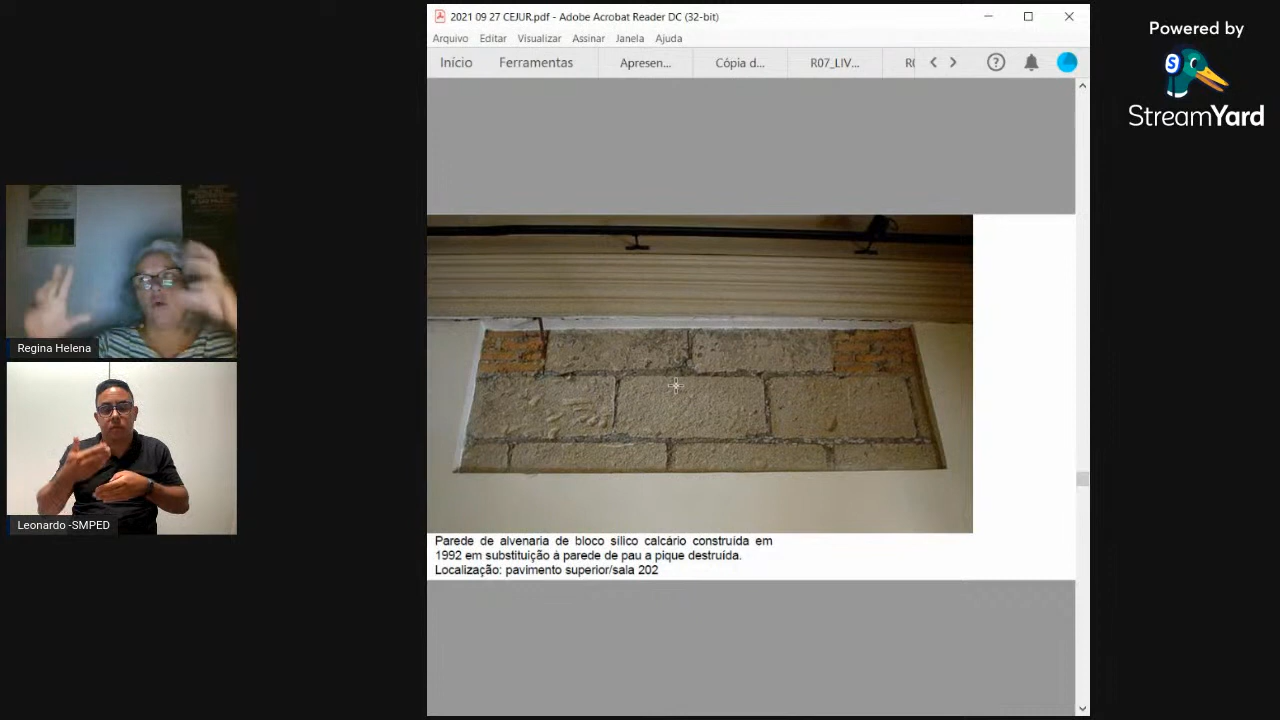 2021 09 27 CEJUR.pdf - Adobe Acrobat Reader DC (32-bit)
Arquivo Editar Visualizar Assinar Janela Ajuda
Início Ferramentas Apresen... Cópia d... R07_LIV...
Powered by
StreamYard
Regina Helena
Leonardo -SMPED
Parede de alvenaria de bloco sílico calcário construída em
1992 em substituição à parede de pau a pique destruída.
Localização: pavimento superior/sala 202